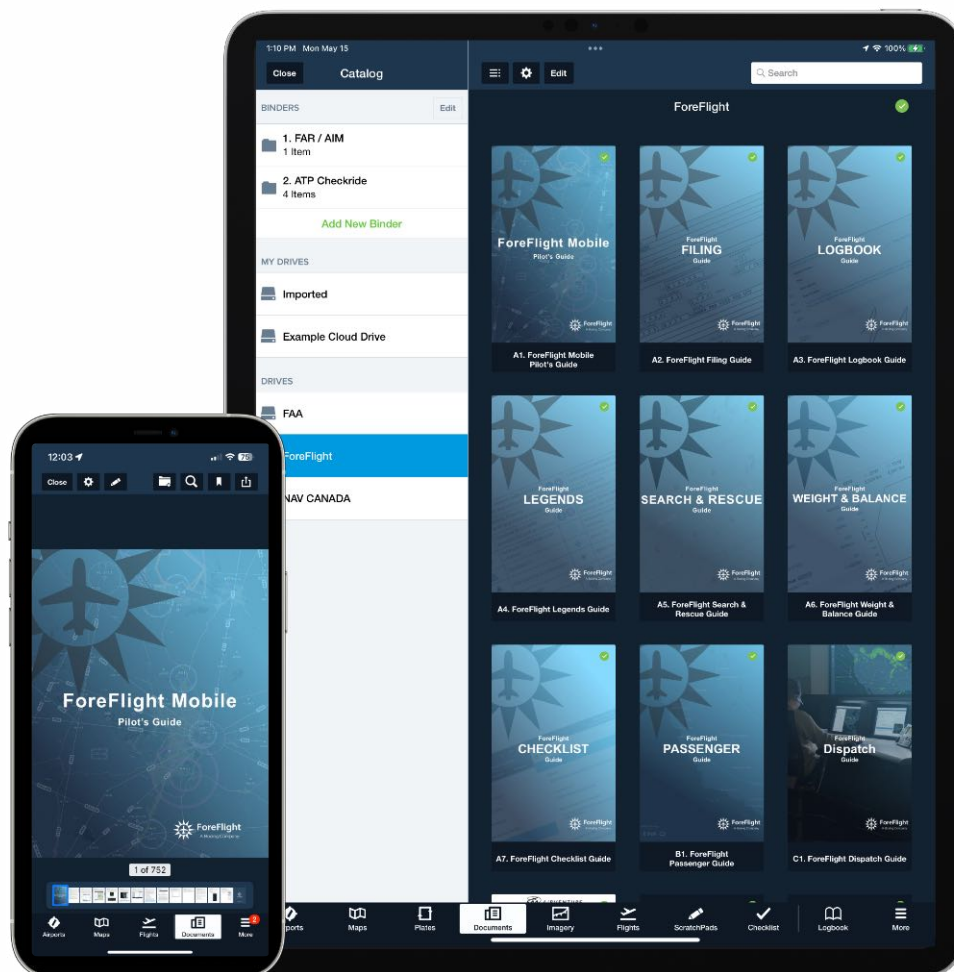 1:10 PM Mon May 15
100%
Close
Catalog
Edit
Search
BINDERS
Edit
1. FAR / AIM
1 Item
2. ATP Checkride
4 Items
Add New Binder
MY DRIVES
Imported
Example Cloud Drive
DRIVES
FAA
ForeFlight
NAV CANADA
ForeFlight
ForeFlight Mobile
Pilot's Guide
ForeFlight
A1. ForeFlight Mobile
Pilot's Guide
ForeFlight
FILING
Guide
ForeFlight
A2. ForeFlight Filing Guide
ForeFlight
LOGBOOK
Guide
ForeFlight
A3. ForeFlight Logbook Guide
ForeFlight
LEGENDS
Guide
ForeFlight
A4. ForeFlight Legends Guide
ForeFlight
SEARCH & RESCUE
Guide
ForeFlight
A5. ForeFlight Search &
Rescue Guide
ForeFlight
WEIGHT & BALANCE
Guide
ForeFlight
A6. ForeFlight Weight &
Balance Guide
ForeFlight
CHECKLIST
Guide
ForeFlight
A7. ForeFlight Checklist Guide
ForeFlight
PASSENGER
Guide
ForeFlight
B1. ForeFlight
Passenger Guide
ForeFlight
Dispatch
Guide
ForeFlight
C1. ForeFlight Dispatch Guide
ports
Maps
Plates
Documents
Imagery
Flights
ScratchPads
Checklist
Logbook
More
12:03
75
Close
ForeFlight Mobile
Pilot's Guide
ForeFlight
A Boeing Company
1 of 752
Airports
Maps
Flights
Documents
More
2